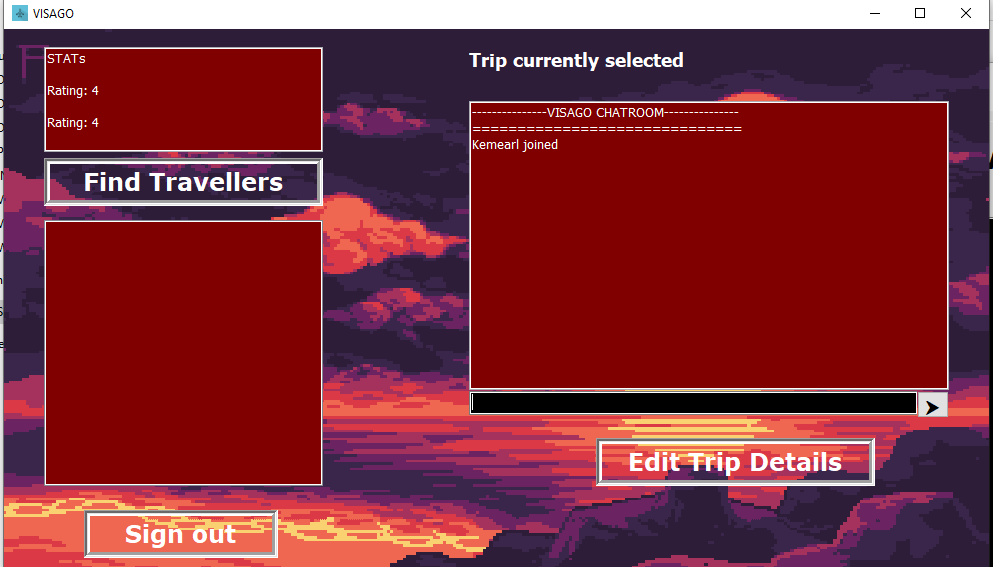 VISAGO
STATs
Rating: 4
Rating: 4
Find Travellers
Sign out
Trip currently selected
---------------VISAGO CHATROOM---------------
==============================
Kemearl joined
Edit Trip Details